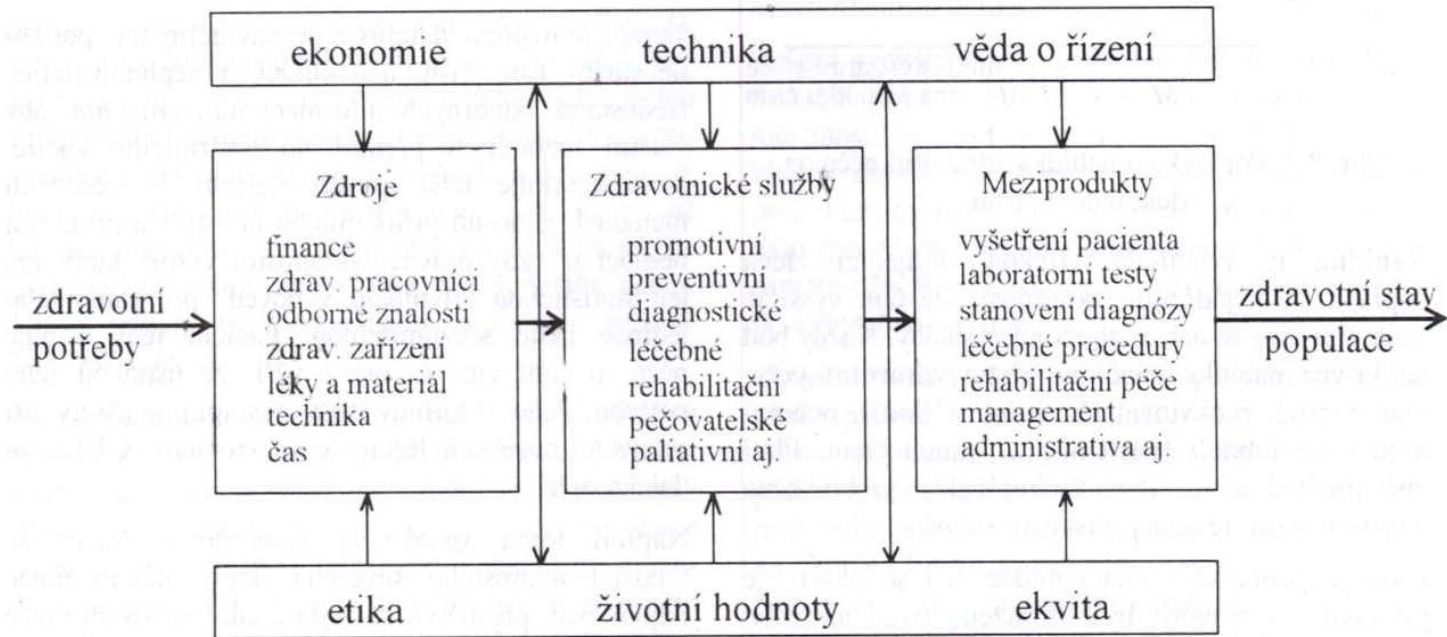 ekonomie technika věda o řízení
Zdroje
finance
zdrav. pracovníci
odborné znalosti
zdrav. zařízení
léky a materiál
technika
čas
Zdravotnické služby
promotivní
preventivní
diagnostické
léčebné
rehabilitační
pečovatelské
paliativní aj.
Meziprodukty
vyšetření pacienta
laboratorní testy
stanovení diagnózy
léčebné procedury
rehabilitační péče
management
administrativa aj.
zdravotní
potřeby
zdravotní stav
populace
etika životní hodnoty ekvita